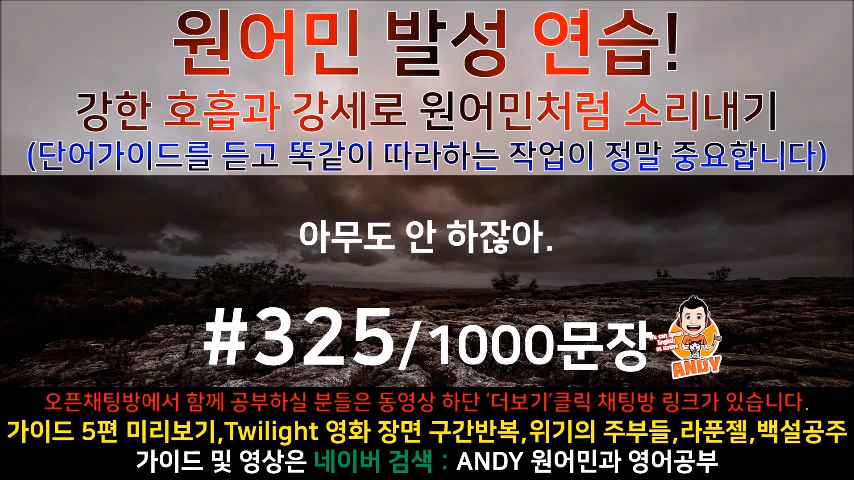 원어민 발성 연습!
강한 호흡과 강세로 원어민처럼 소리내기
(단어가이드를 듣고 똑같이 따라하는 작업이 정말 중요합니다)
아무도 안 하잖아.
#325/1000문장
We can speak
English
as native
ANDY
오픈채팅방에서 함께 공부하실 분들은 동영상 하단 '더보기'클릭 채팅방 링크가 있습니다.
가이드 5편 미리보기,Twilight 영화 장면 구간반복,위기의 주부들,라푼젤,백설공주
가이드 및 영상은 네이버 검색 : ANDY 원어민과 영어공부